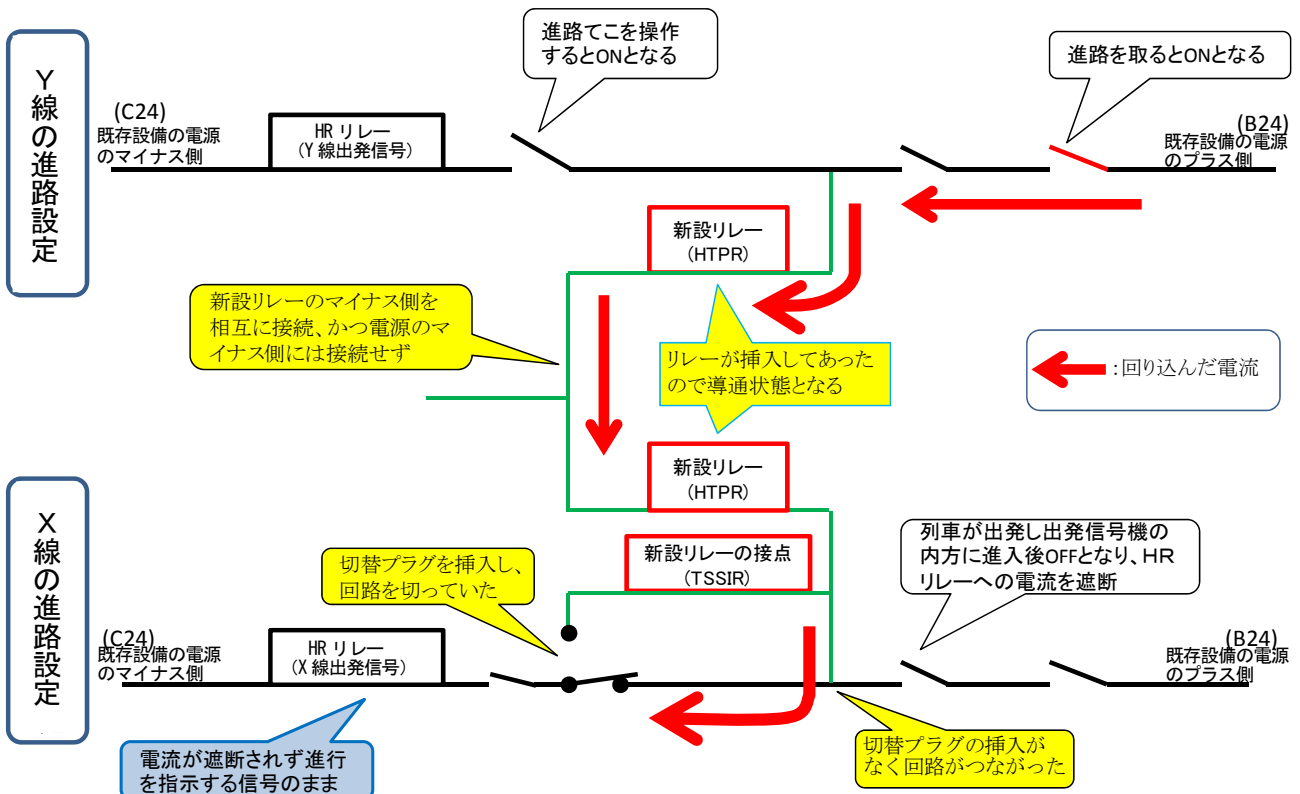 Y線の進路設定
進路てこを操作
するとONとなる
進路を取るとONとなる
(C24)
既存設備の電源
のマイナス側
HR リレー
(Y 線出発信号)
(B24)
既存設備の電源
のプラス側
新設リレー
(HTPR)
新設リレーのマイナス側を
相互に接続、かつ電源のマ
イナス側には接続せず
リレーが挿入してあった
ので導通状態となる
:回り込んだ電流
新設リレー
(HTPR)
X線の進路設定
切替プラグを挿入し、
回路を切っていた
新設リレーの接点
(TSSIR)
列車が出発し出発信号機の
内方に進入後OFFとなり、HR
リレーへの電流を遮断
(C24)
既存設備の電源
のマイナス側
HR リレー
(X 線出発信号)
(B24)
既存設備の電源
のプラス側
電流が遮断されず進行
を指示する信号のまま
切替プラグの挿入が
なく回路がつながった